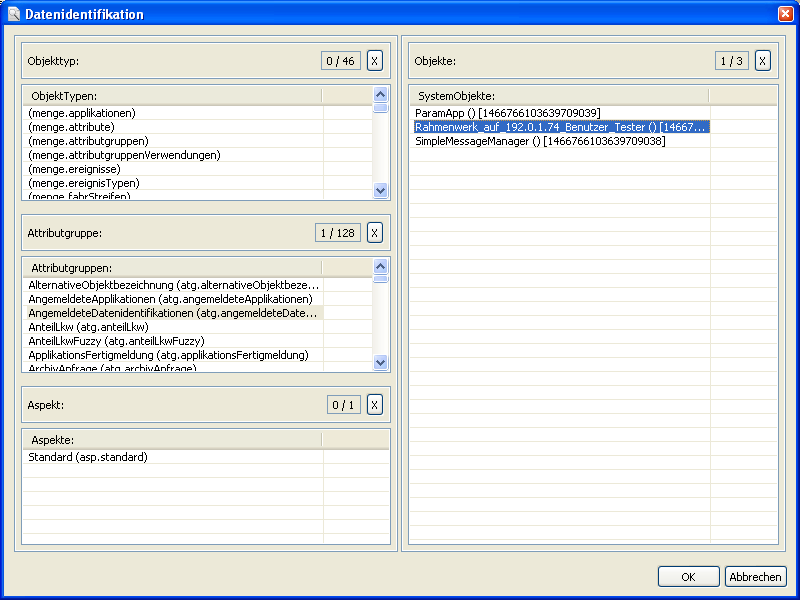 Datenidentifikation
Objekttyp:
0 / 46
X
ObjektTypen:
(menge.applikationen)
(menge.attribute)
(menge.attributgruppen)
(menge.attributgruppenVerwendungen)
(menge.ereignisse)
(menge.ereignisTypen)
(menge.fahrStreifen)
Attributgruppe:
1 / 128
X
Attributgruppen:
AlternativeObjektbezeichnung (atg.alternativeObjektbeze...
AngemeldeteApplikationen (atg.angemeldeteApplikationen)
AngemeldeteDatenidentifikationen (atg.angemeldeteDate...
AnteilLkw (atg.anteilLkw)
AnteilLkwFuzzy (atg.anteilLkwFuzzy)
ApplikationsFertigmeldung (atg.applikationsFertigmeldung)
ArchivAnfrage (atg.archivAnfrage)
Aspekt:
0 / 1
X
Aspekte:
Standard (asp.standard)
Objekte:
1 / 3
X
SystemObjekte:
ParamApp () [1466766103639709039]
Rahmenwerk_auf_192.0.1.74_Benutzer_Tester () [14667...
SimpleMessageManager () [1466766103639709038]
OK
Abbrechen